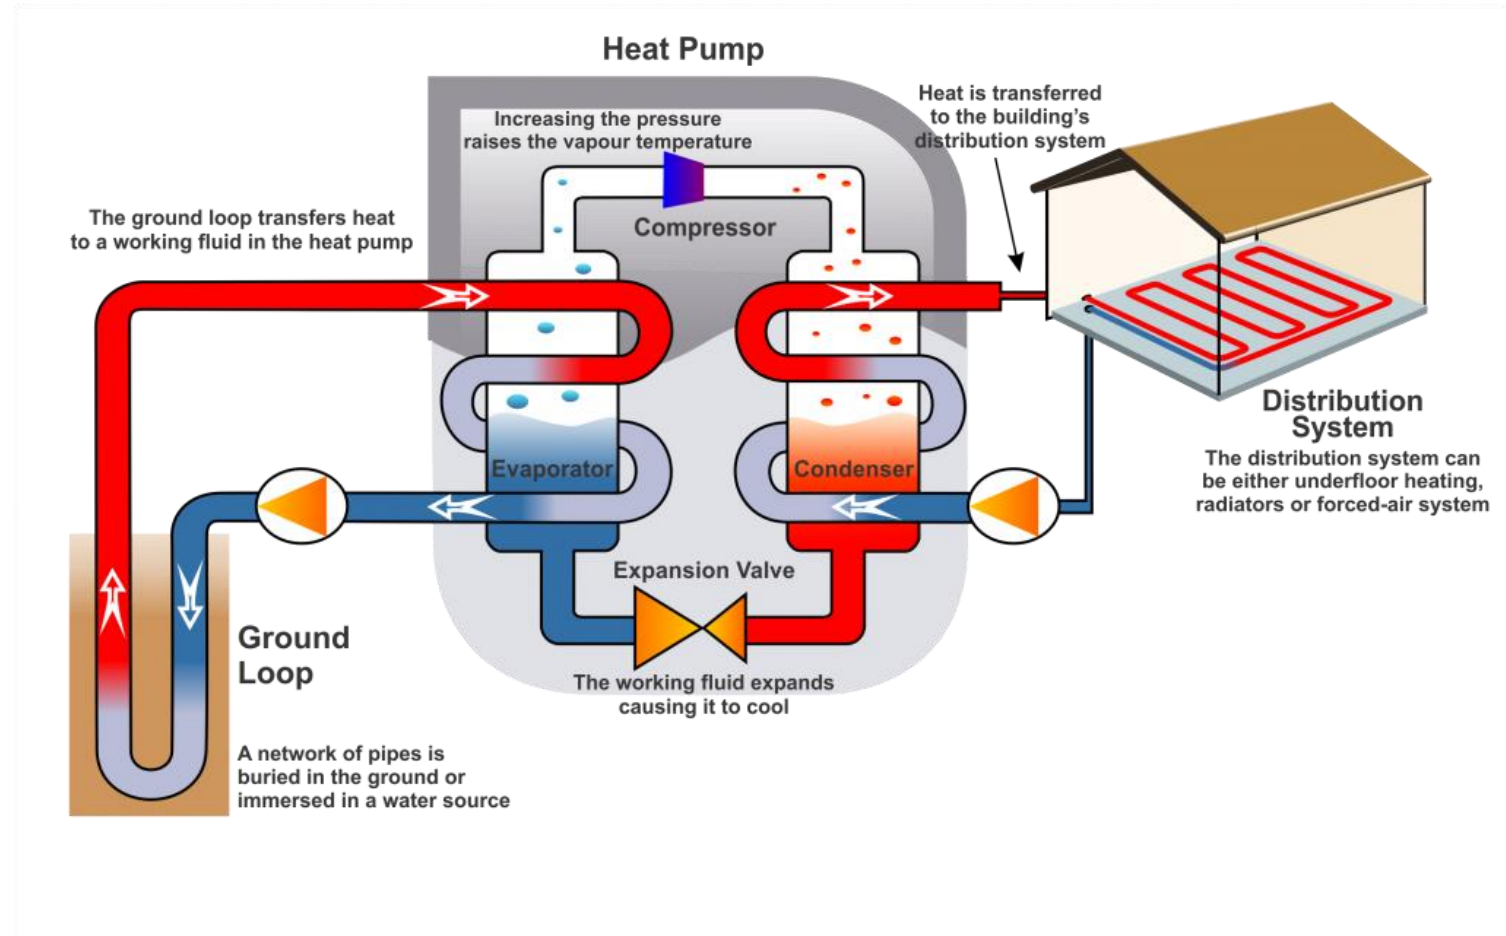 Heat Pump
Increasing the pressure
raises the vapour temperature
Heat is transferred
to the building's
distribution system
The ground loop transfers heat
to a working fluid in the heat pump
Compressor
Evaporator
Condenser
Distribution
System
The distribution system can
be either underfloor heating,
radiators or forced-air system
Expansion Valve
The working fluid expands
causing it to cool
Ground
Loop
A network of pipes is
buried in the ground or
immersed in a water source